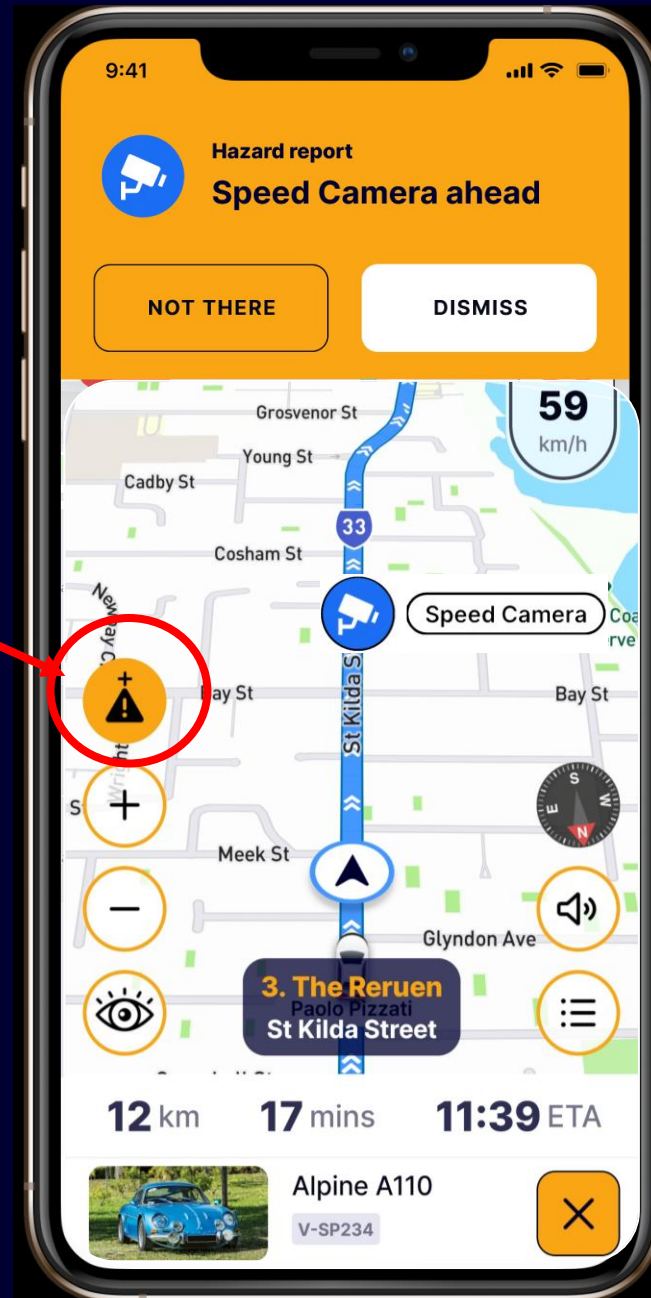 9:41
Hazard report
Speed Camera ahead
NOT THERE
DISMISS
59
km/h
Grosvenor St
Young St
Cadby St
33
Cosham St
Speed Camera
Bay St
St Kilda S
Bay St
S
W
E
N
Meek St
Glyndon Ave
3. The Reruen
Paolo Pizzati
St Kilda Street
12 km
17 mins
11:39 ETA
Alpine A110
V-SP234